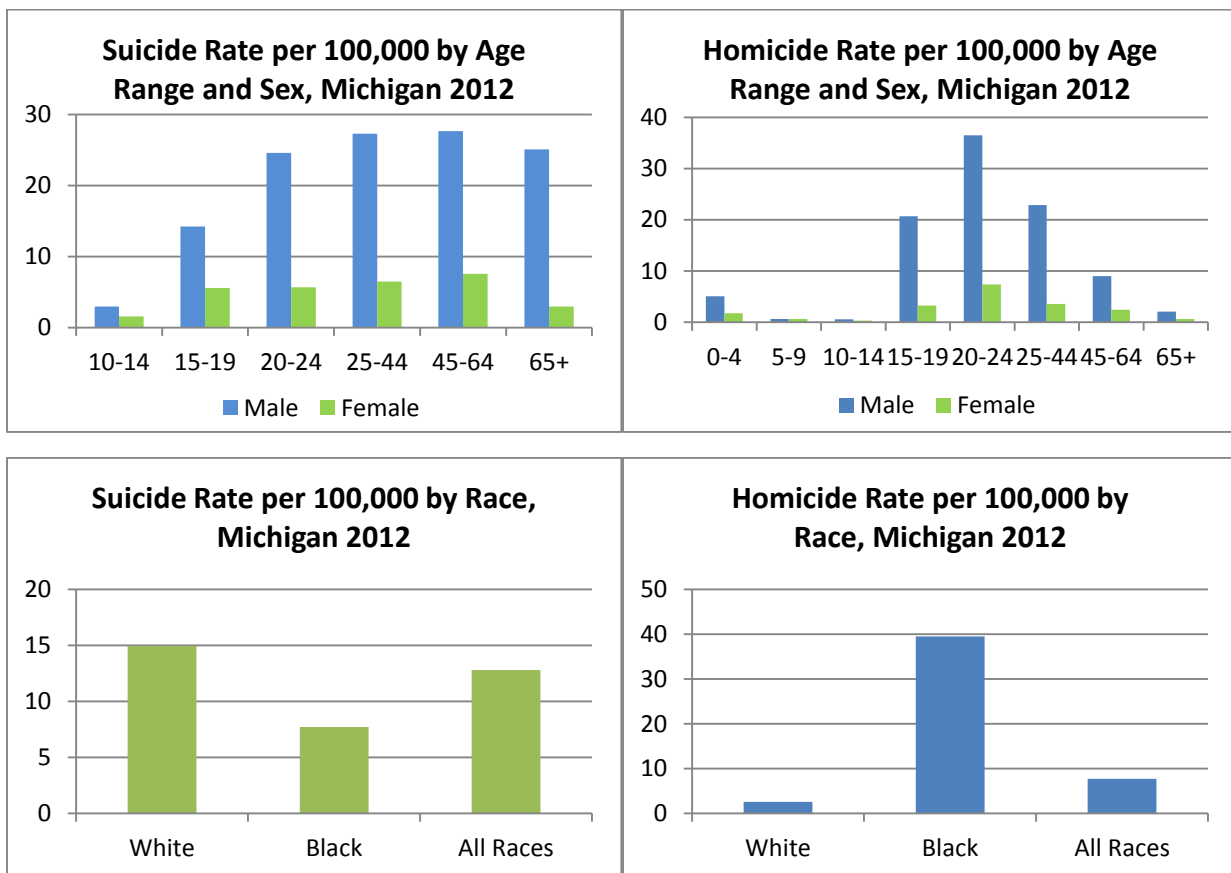 Suicide Rate per 100,000 by Age
Range and Sex, Michigan 2012
30
20
10
0
10-14 15-19 20-24 25-44 45-64 65+
Male Female
Homicide Rate per 100,000 by Age
Range and Sex, Michigan 2012
40
30
20
10
0
0-4 5-9 10-14 15-19 20-24 25-44 45-64 65+
Male Female
Suicide Rate per 100,000 by Race,
Michigan 2012
20
15
10
5
0
White Black All Races
Homicide Rate per 100,000 by
Race, Michigan 2012
50
40
30
20
10
0
White Black All Races